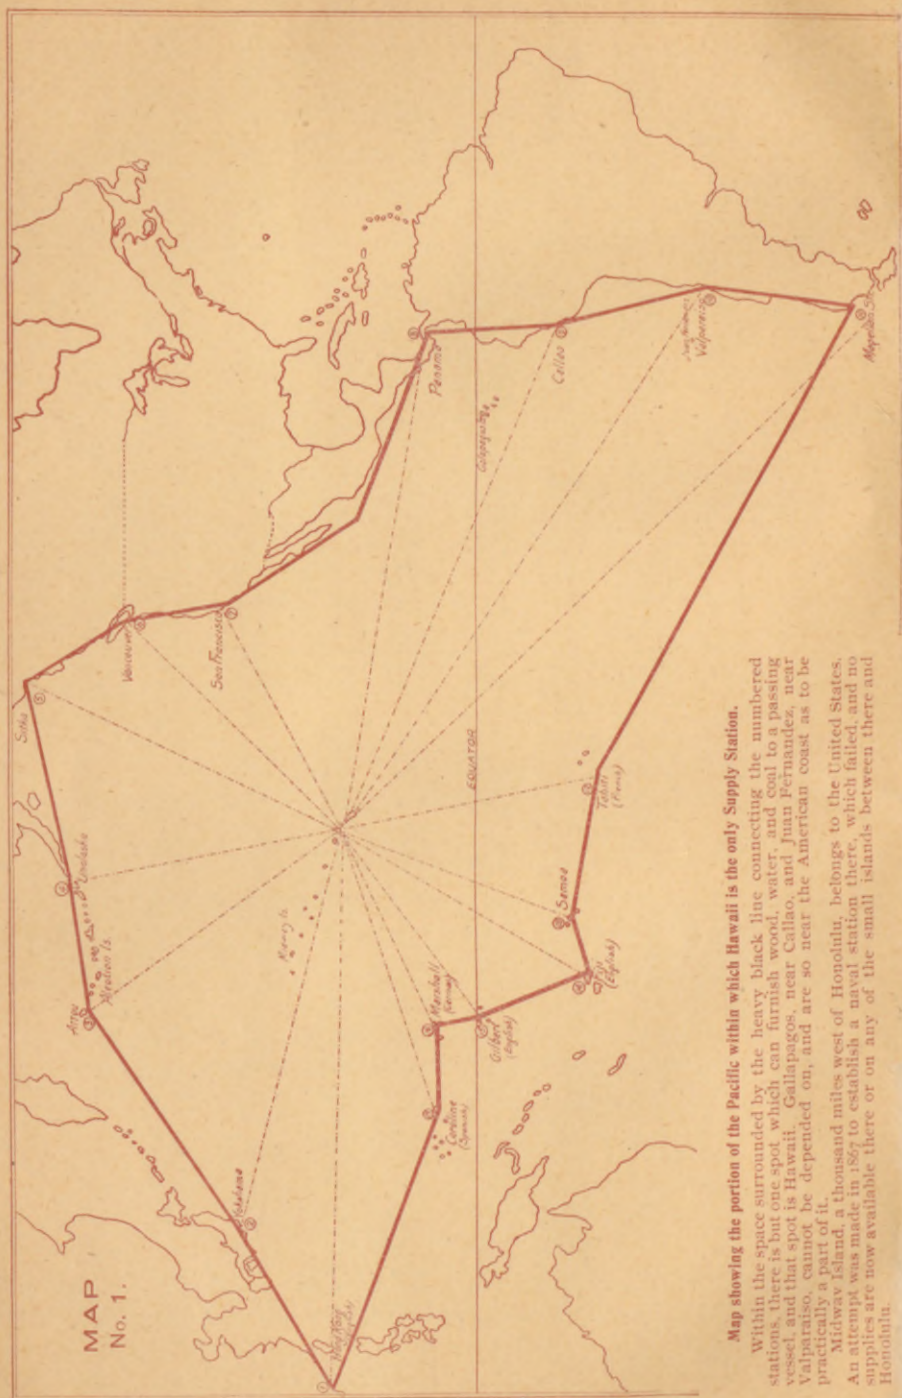 MAP
No. 1.
Sitka
Vancouver
San Francisco
Panama
Callao
Valparaiso
Magellan
Gallapagos
Unalaska
Aleutian Is.
Yokohama
Hong Kong
Caroline
(Spanish)
Marshall
(German)
Gilbert
(English)
Fiji
(English)
Samoa
Tahiti
(French)
EQUATOR
Map showing the portion of the Pacific within which Hawaii is the only Supply Station.
Within the space surrounded by the heavy black line connecting the numbered
stations, there is but one spot which can furnish wood, water, and coal to a passing
vessel, and that spot is Hawaii. Gallapagos, near Callao, and Juan Fernandez, near
Valparaiso, cannot be depended on, and are so near the American coast as to be
practically a part of it.
Midway Island, a thousand miles west of Honolulu, belongs to the United States.
An attempt was made in 1867 to establish a naval station there, which failed, and no
supplies are now available there or on any of the small islands between there and
Honolulu.